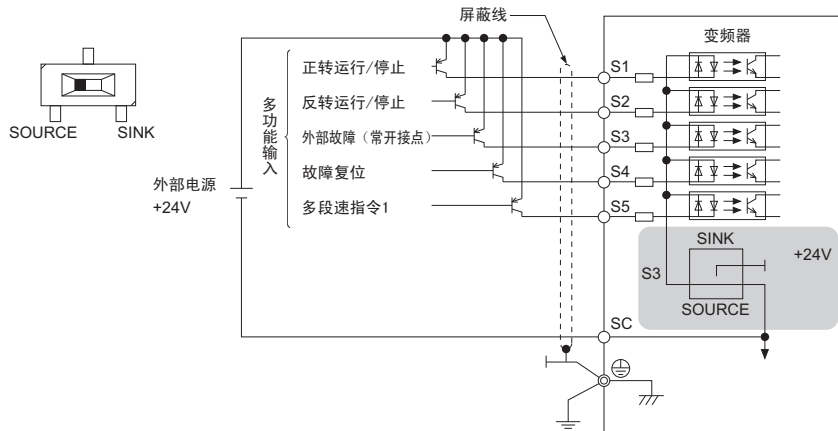 屏蔽线
变频器
正转运行/停止
反转运行/停止
外部故障（常开接点）
故障复位
多段速指令1
多功能输入
外部电源
+24V
SOURCE
SINK
S1
S2
S3
S4
S5
SINK
+24V
S3
SOURCE
SC